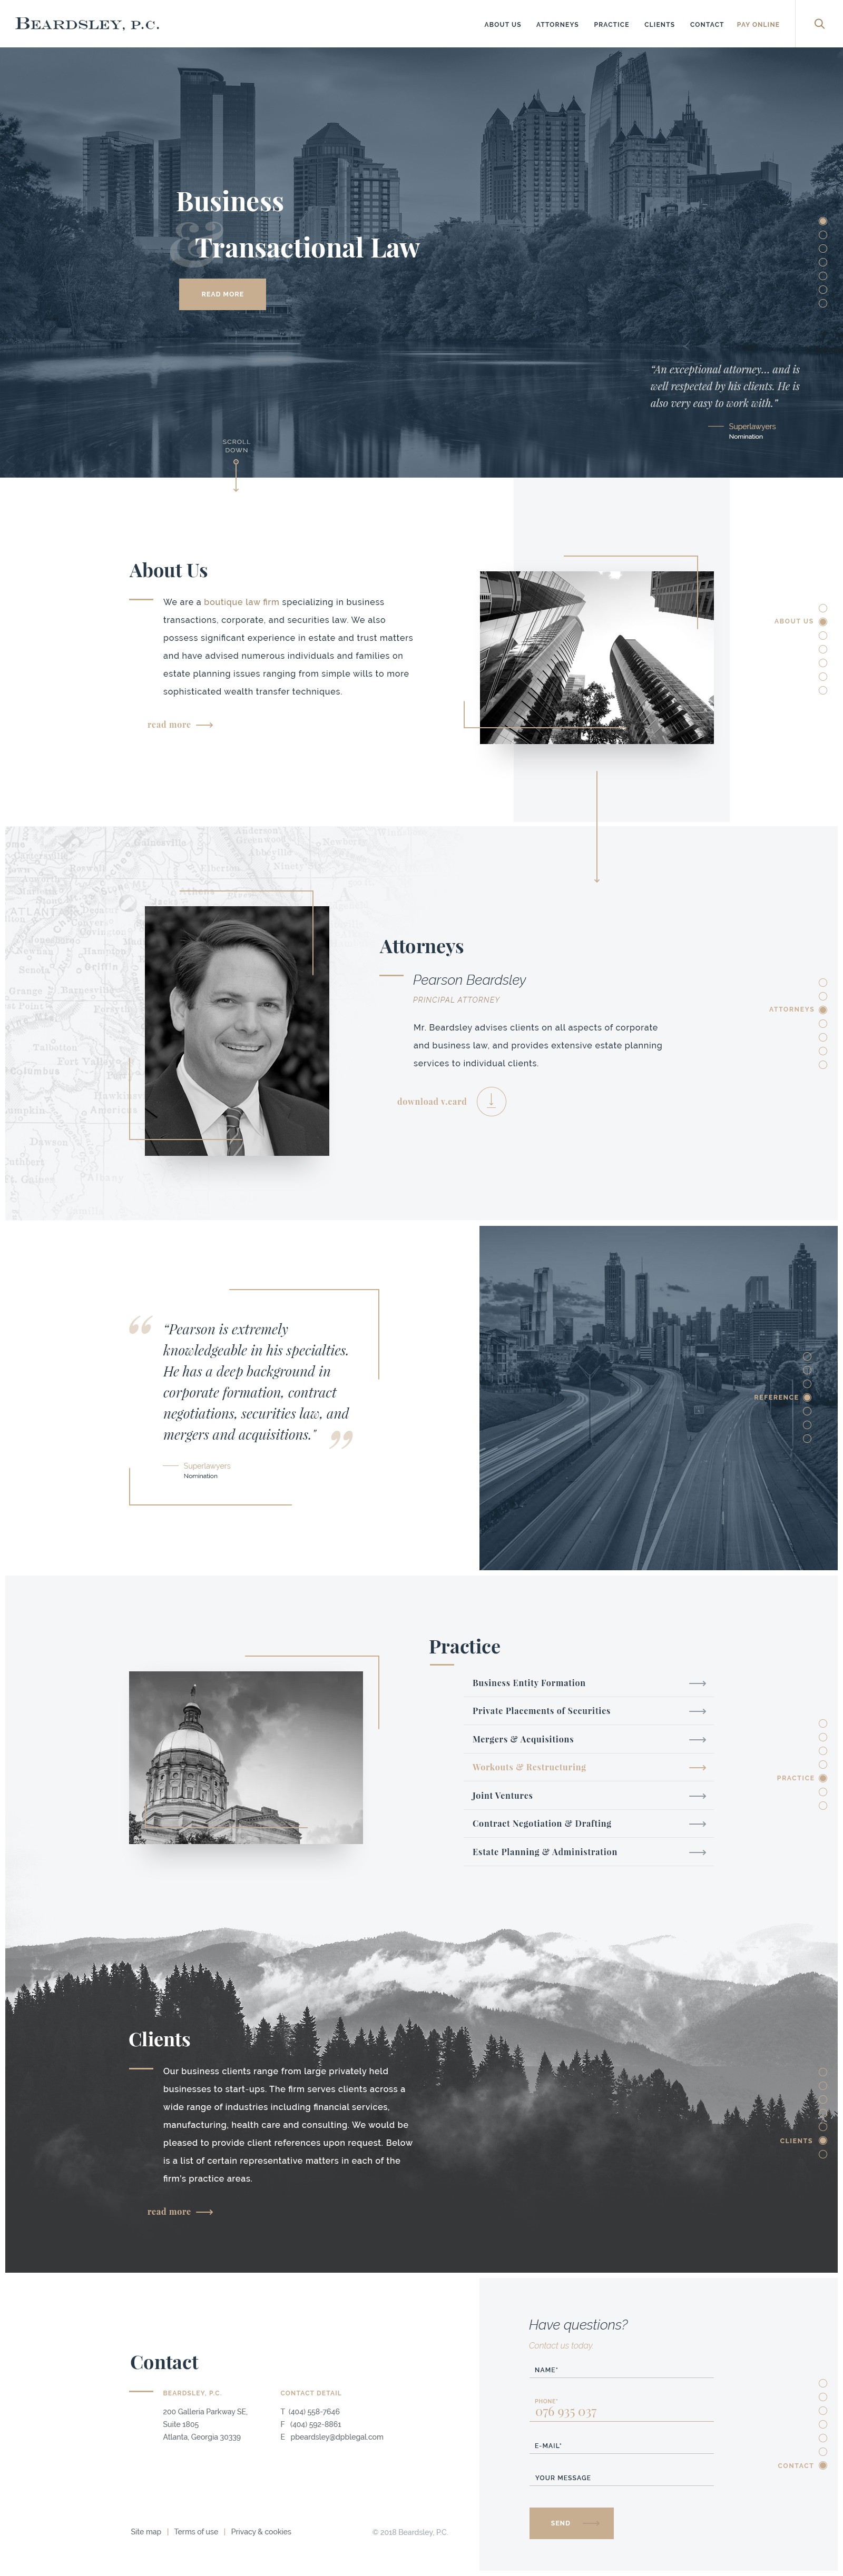 BEARDSLEY, P.C.
ABOUT US ATTORNEYS PRACTICE CLIENTS CONTACT PAY ONLINE
Business
& Transactional Law
READ MORE
“An exceptional attorney... and is
well respected by his clients. He is
also very easy to work with.”
Superlawyers
Nomination
SCROLL
DOWN
About Us
We are a boutique law firm specializing in business
transactions, corporate, and securities law. We also
possess significant experience in estate and trust matters
and have advised numerous individuals and families on
estate planning issues ranging from simple wills to more
sophisticated wealth transfer techniques.
read more
ABOUT US
Attorneys
Pearson Beardsley
PRINCIPAL ATTORNEY
Mr. Beardsley advises clients on all aspects of corporate
and business law, and provides extensive estate planning
services to individual clients.
download v.card
ATTORNEYS
“Pearson is extremely
knowledgeable in his specialties.
He has a deep background in
corporate formation, contract
negotiations, securities law, and
mergers and acquisitions."
Superlawyers
Nomination
REFERENCE
Practice
Business Entity Formation
Private Placements of Securities
Mergers & Acquisitions
Workouts & Restructuring
Joint Ventures
Contract Negotiation & Drafting
Estate Planning & Administration
PRACTICE
Clients
Our business clients range from large privately held
businesses to start-ups. The firm serves clients across a
wide range of industries including financial services,
manufacturing, health care and consulting. We would be
pleased to provide client references upon request. Below
is a list of certain representative matters in each of the
firm's practice areas.
read more
CLIENTS
Contact
BEARDSLEY, P.C.
200 Galleria Parkway SE,
Suite 1805
Atlanta, Georgia 30339
CONTACT DETAIL
T (404) 558-7646
F (404) 592-8861
E pbeardsley@dpblegal.com
Have questions?
Contact us today.
NAME*
PHONE*
076 935 037
E-MAIL*
YOUR MESSAGE
SEND
CONTACT
Site map | Terms of use | Privacy & cookies
© 2018 Beardsley, P.C.